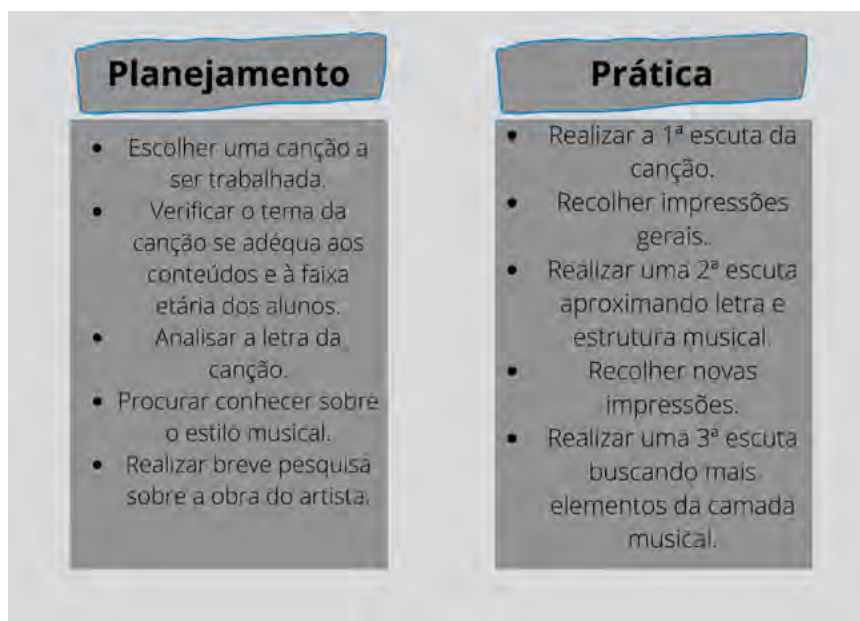 Planejamento
• Escolher uma canção a
ser trabalhada.
• Verificar o tema da
canção se adéqua aos
conteúdos e à faixa
etária dos alunos.
• Analisar a letra da
canção.
• Procurar conhecer sobre
o estilo musical.
• Realizar breve pesquisa
sobre a obra do artista.
Prática
• Realizar a 1ª escuta da
canção.
• Recolher impressões
gerais.
• Realizar uma 2ª escuta
aproximando letra e
estrutura musical.
• Recolher novas
impressões.
• Realizar uma 3ª escuta
buscando mais
elementos da camada
musical.